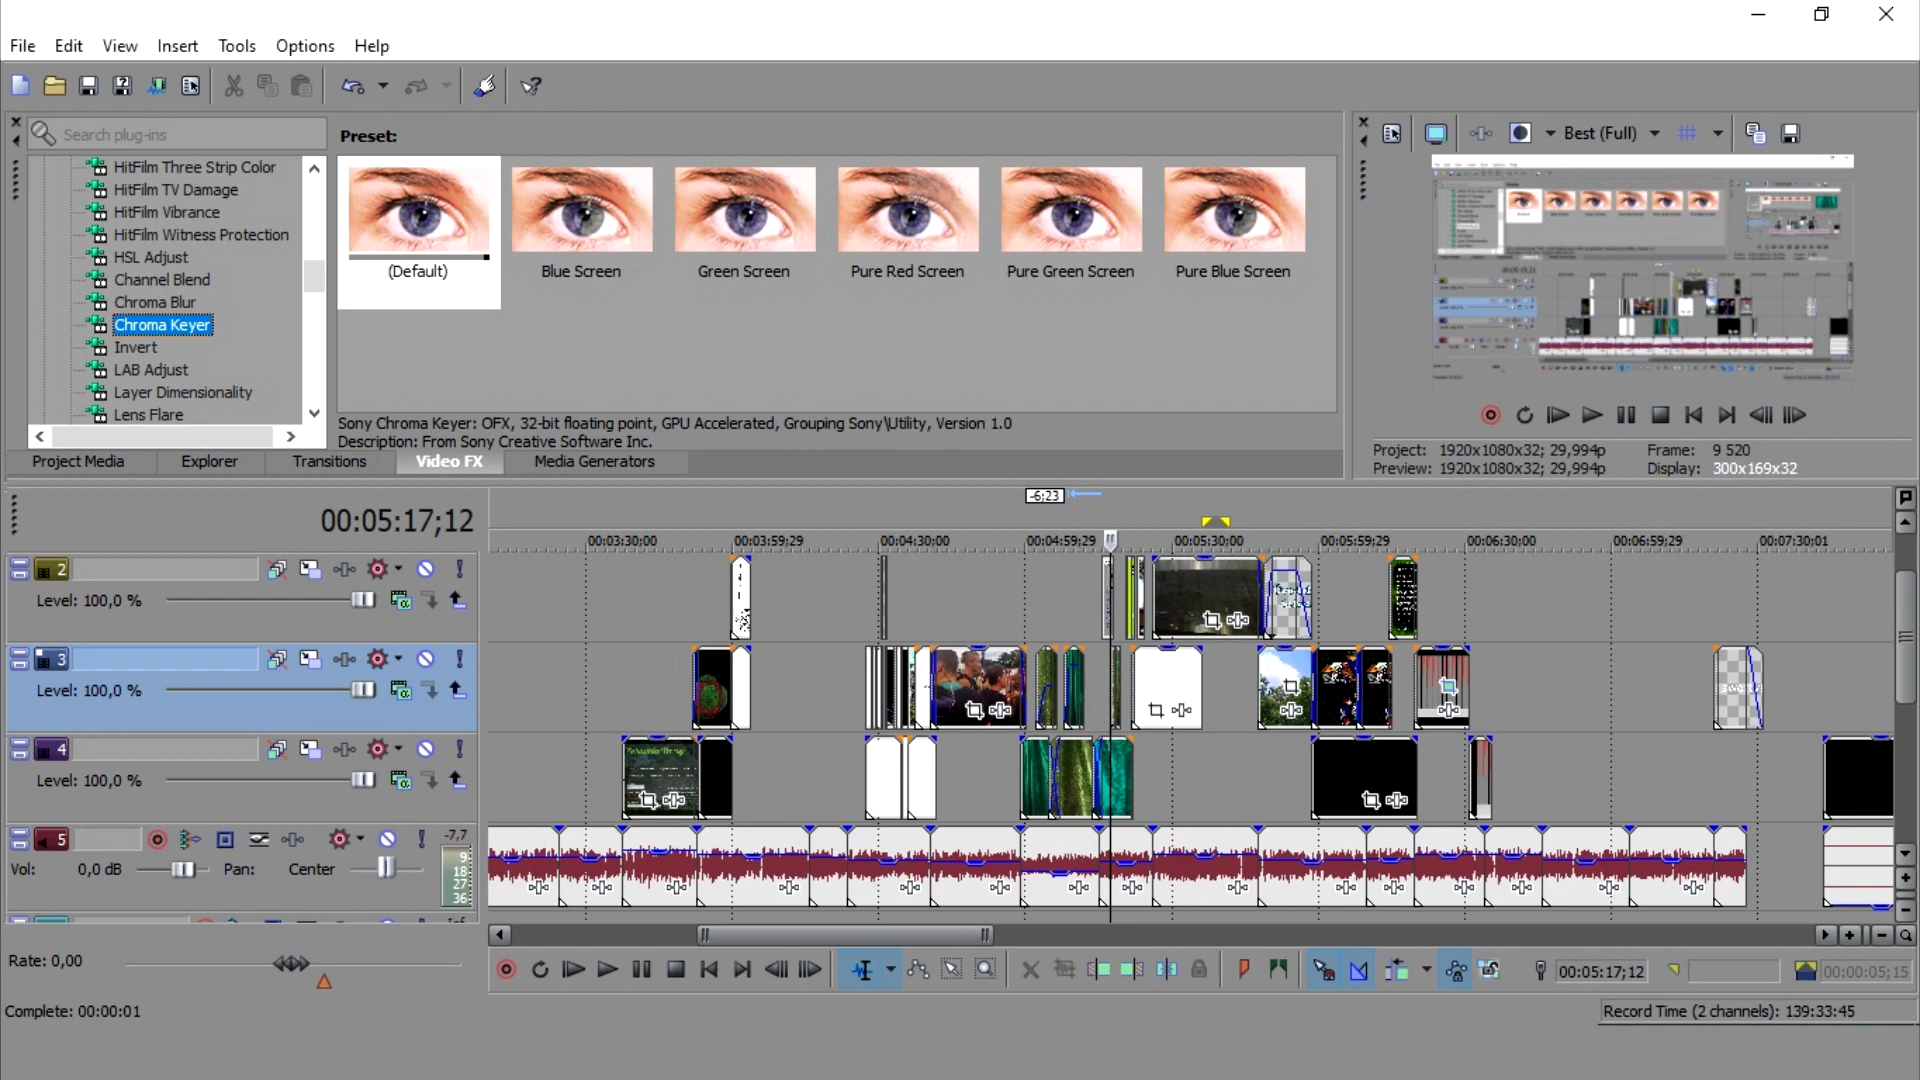 File Edit View Insert Tools Options Help
Search plug-ins
Preset:
Best (Full)
HitFilm Three Strip Color
HitFilm TV Damage
HitFilm Vibrance
HitFilm Witness Protection
HSL Adjust
Channel Blend
Chroma Blur
Chroma Keyer
Invert
LAB Adjust
Layer Dimensionality
Lens Flare
(Default) Blue Screen Green Screen Pure Red Screen Pure Green Screen Pure Blue Screen
Sony Chroma Keyer: OFX, 32-bit floating point, GPU Accelerated, Grouping Sony\Utility, Version 1.0
Description: From Sony Creative Software Inc.
Project Media Explorer Transitions Video FX Media Generators
Project: 1920x1080x32; 29,994p Frame: 9 520
Preview: 1920x1080x32; 29,994p Display: 300x169x32
-6;23
00:05:17;12
00:03:30;00 00:03:59;29 00:04:30;00 00:04:59;29 00:05:30;00 00:05:59;29 00:06:30;00 00:06:59;29 00:07:30;01
2
Level: 100,0 %
3
Level: 100,0 %
4
Level: 100,0 %
5 -7,7
Vol: 0,0 dB Pan: Center
9
18
27
36
Rate: 0,00
00:05:17;12 00:00:05;15
Complete: 00:00:01
Record Time (2 channels): 139:33:45